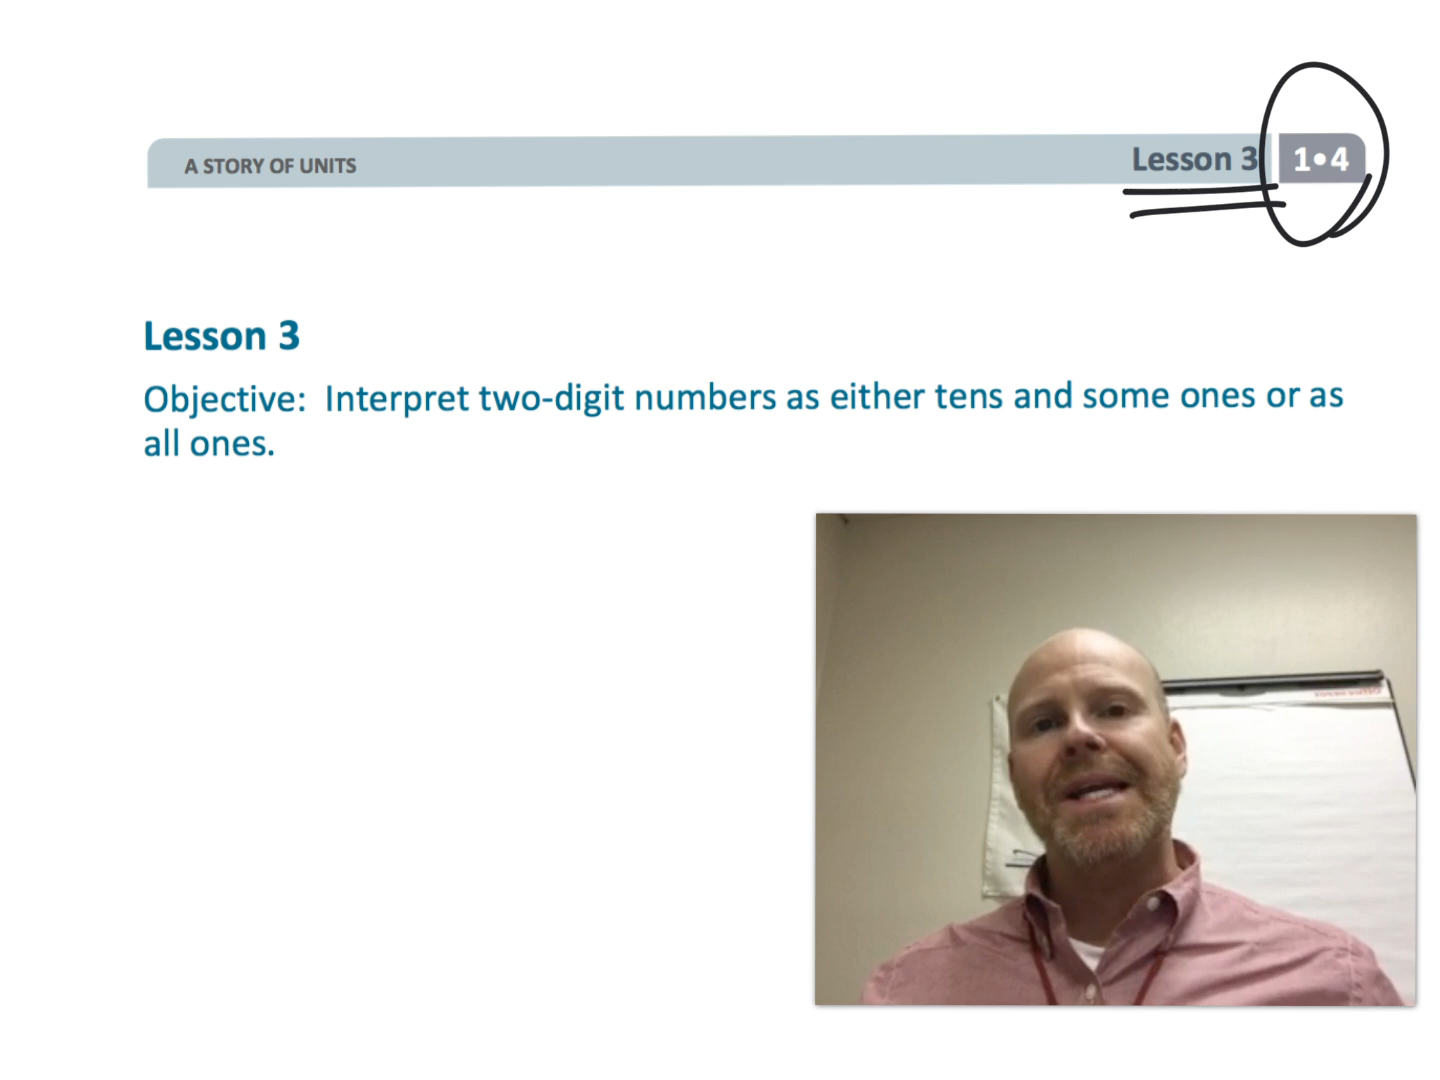 A STORY OF UNITS
Lesson 3
1•4
Lesson 3
Objective: Interpret two-digit numbers as either tens and some ones or as
all ones.